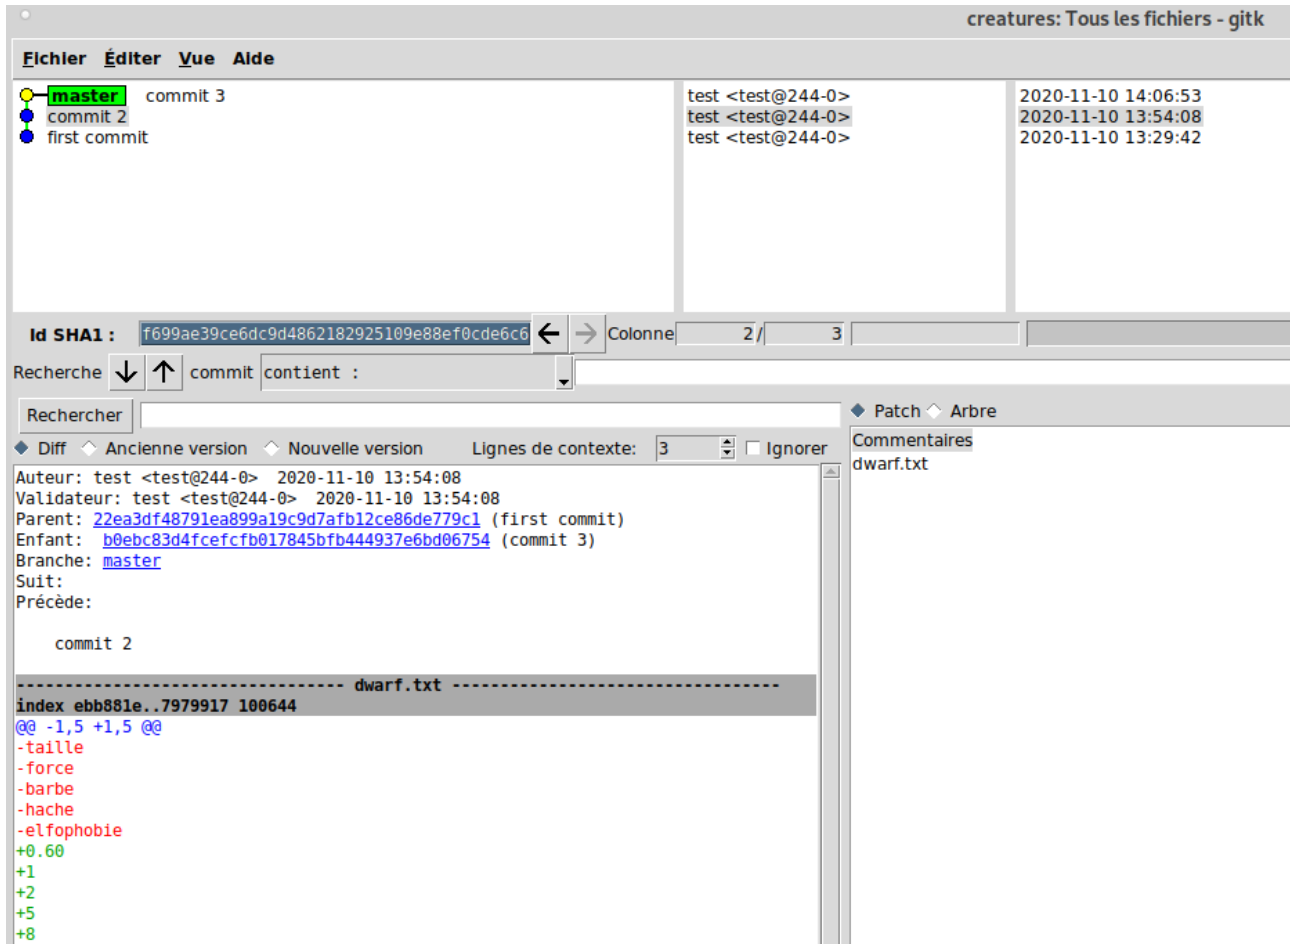 creatures: Tous les fichiers - gitk
Fichier Éditer Vue Aide
master commit 3 test <test@244-0> 2020-11-10 14:06:53
commit 2 test <test@244-0> 2020-11-10 13:54:08
first commit test <test@244-0> 2020-11-10 13:29:42
Id SHA1 : f699ae39ce6dc9d4862182925109e88ef0cde6c6 Colonne 2/ 3
Recherche commit contient :
Rechercher Patch Arbre
Diff Ancienne version Nouvelle version Lignes de contexte: 3 Ignorer
Commentaires
dwarf.txt
Auteur: test <test@244-0> 2020-11-10 13:54:08
Validateur: test <test@244-0> 2020-11-10 13:54:08
Parent: 22ea3df48791ea899a19c9d7afb12ce86de779c1 (first commit)
Enfant: b0ebc83d4fcefcfb017845bfb444937e6bd06754 (commit 3)
Branche: master
Suit:
Précède:
commit 2
---------------------------------- dwarf.txt ----------------------------------
index ebb881e..7979917 100644
@@ -1,5 +1,5 @@
-taille
-force
-barbe
-hache
-elfophobie
+0.60
+1
+2
+5
+8